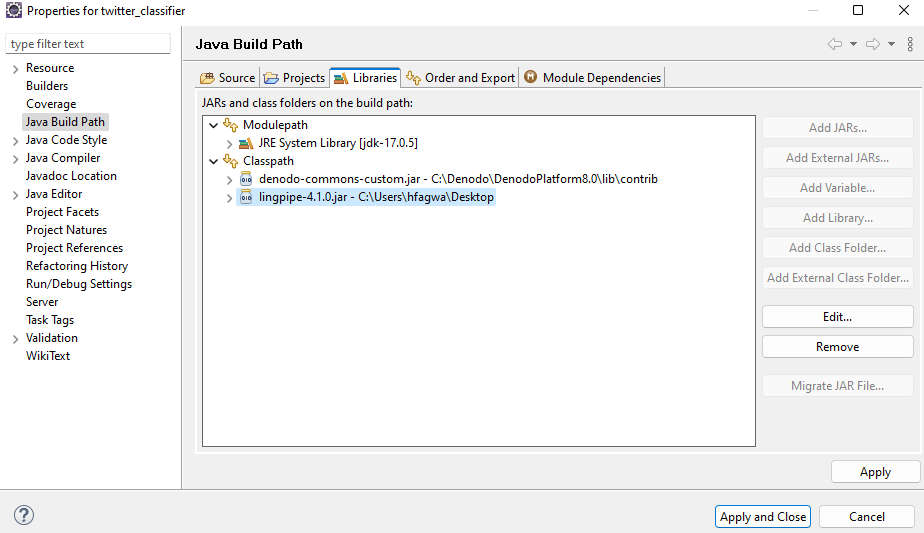 Properties for twitter_classifier
type filter text
Resource
Builders
Coverage
Java Build Path
Java Code Style
Java Compiler
Javadoc Location
Java Editor
Project Facets
Project Natures
Project References
Refactoring History
Run/Debug Settings
Server
Task Tags
Validation
WikiText
Java Build Path
Source Projects Libraries Order and Export Module Dependencies
JARs and class folders on the build path:
Modulepath
JRE System Library [jdk-17.0.5]
Classpath
denodo-commons-custom.jar - C:\Denodo\DenodoPlatform8.0\lib\contrib
lingpipe-4.1.0.jar - C:\Users\hfagwa\Desktop
Add JARs...
Add External JARs...
Add Variable...
Add Library...
Add Class Folder...
Add External Class Folder...
Edit...
Remove
Migrate JAR File...
Apply
Apply and Close Cancel